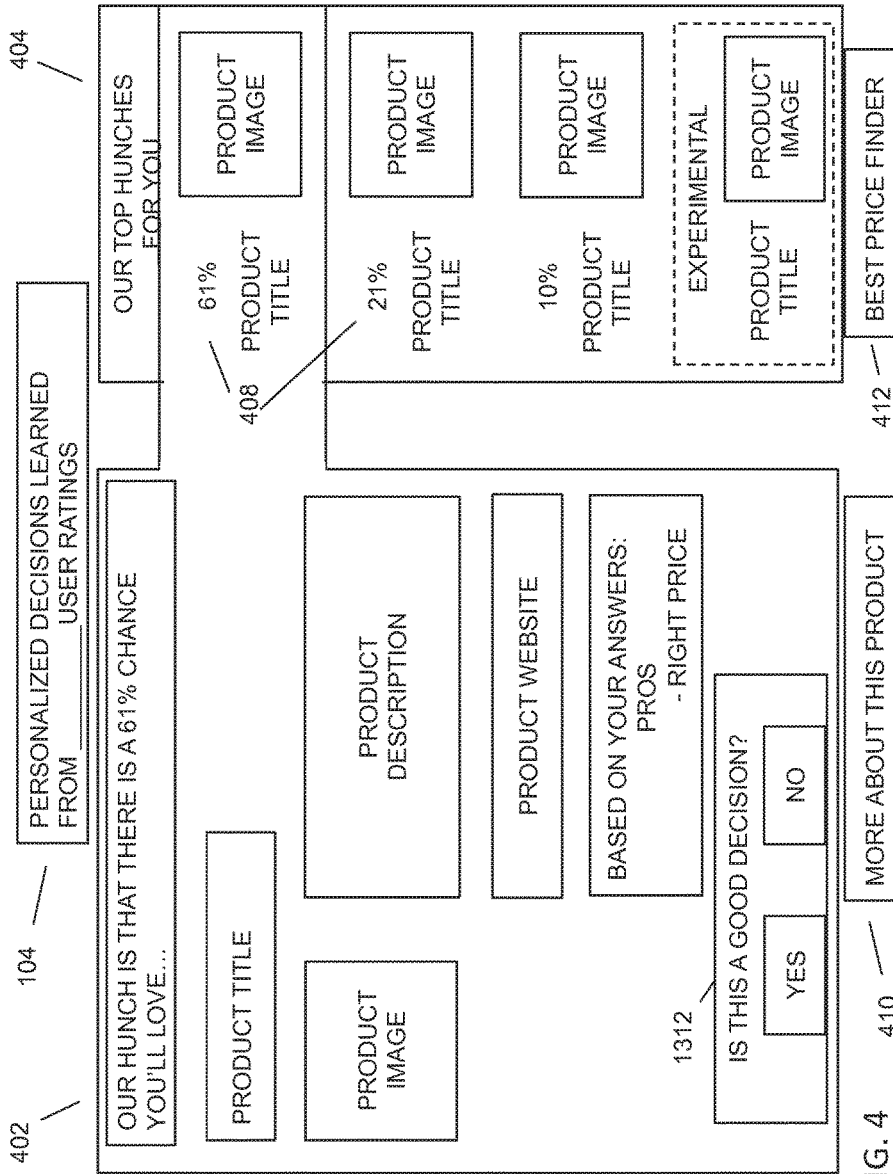 104
PERSONALIZED DECISIONS LEARNED
FROM ______ USER RATINGS
402
OUR HUNCH IS THAT THERE IS A 61% CHANCE
YOU'LL LOVE...
PRODUCT TITLE
PRODUCT
IMAGE
PRODUCT
DESCRIPTION
PRODUCT WEBSITE
BASED ON YOUR ANSWERS:
PROS
- RIGHT PRICE
1312
IS THIS A GOOD DECISION?
YES
NO
410
MORE ABOUT THIS PRODUCT
404
OUR TOP HUNCHES
FOR YOU
408
61%
PRODUCT
TITLE
PRODUCT
IMAGE
21%
PRODUCT
TITLE
PRODUCT
IMAGE
10%
PRODUCT
TITLE
PRODUCT
IMAGE
EXPERIMENTAL
PRODUCT
TITLE
PRODUCT
IMAGE
412
BEST PRICE FINDER
G. 4